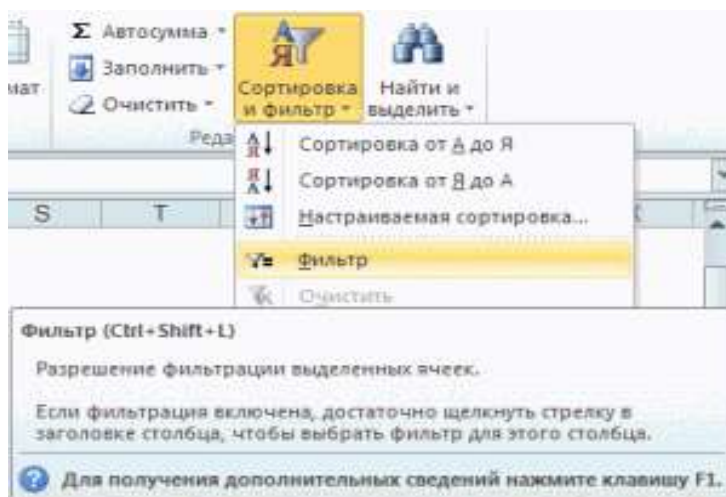 Σ Автосумма
Заполнить
Очистить
мат
Сортировка и фильтр
Найти и выделить
Реда
Сортировка от А до Я
Сортировка от Я до А
Настраиваемая сортировка...
Фильтр
Очистить
S T
Фильтр (Ctrl+Shift+L)
Разрешение фильтрации выделенных ячеек.
Если фильтрация включена, достаточно щелкнуть стрелку в
заголовке столбца, чтобы выбрать фильтр для этого столбца.
Для получения дополнительных сведений нажмите клавишу F1.